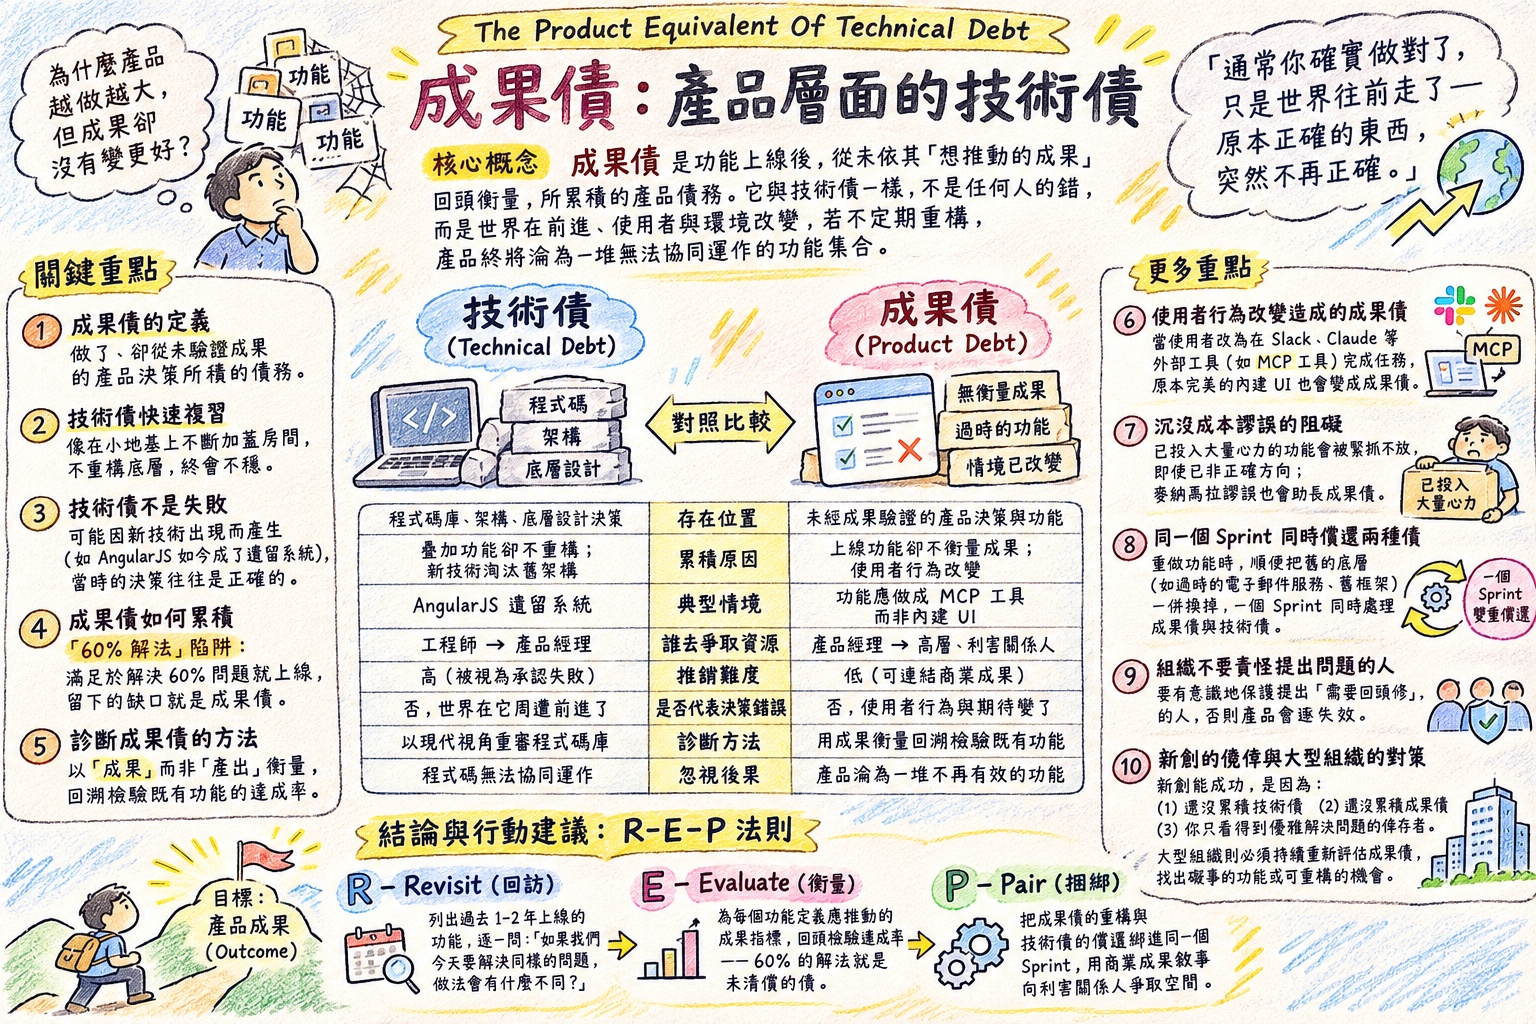 The Product Equivalent Of Technical Debt
成果債：產品層面的技術債
為什麼產品
越做越大，
但成果卻
沒有變更好？
功能
功能
功能
「通常你確實做對了，
只是世界往前走了—
原本正確的東西，
突然不再正確。」
核心概念 成果債 是功能上線後，從未依其「想推動的成果」
回頭衡量，所累積的產品債務。它與技術債一樣，不是任何人的錯，
而是世界在前進、使用者與環境改變，若不定期重構，
產品終將淪為一堆無法協同運作的功能集合。
關鍵重點
1 成果債的定義
做了、卻從未驗證成果
的產品決策所積的債務。
2 技術債快速複習
像在小地基上不斷加蓋房間，
不重構底層，終會不穩。
3 技術債不是失敗
可能因新技術出現而產生
（如 AngularJS 如今成了遺留系統），
當時的決策往往是正確的。
4 成果債如何累積
「60% 解法」陷阱：
滿足於解決 60% 問題就上線，
留下的缺口就是成果債。
5 診斷成果債的方法
以「成果」而非「產出」衡量，
回溯檢驗既有功能的達成率。
技術債
(Technical Debt)
</>
程式碼
架構
底層設計
對照比較
成果債
(Product Debt)
無衡量成果
過時的功能
情境已改變
程式碼庫、架構、底層設計決策 存在位置 未經成果驗證的產品決策與功能
疊加功能卻不重構； 累積原因 上線功能卻不衡量成果；
新技術淘汰舊架構 使用者行為改變
AngularJS 遺留系統 典型情境 功能應做成 MCP 工具
而非內建 UI
工程師 → 產品經理 誰去爭取資源 產品經理 → 高層、利害關係人
高（被視為承認失敗） 推銷難度 低（可連結商業成果）
否，世界在它周遭前進了 是否代表決策錯誤 否，使用者行為與期待變了
以現代視角重審程式碼庫 診斷方法 用成果衡量回溯檢驗既有功能
程式碼無法協同運作 忽視後果 產品淪為一堆不再有效的功能
更多重點
6 使用者行為改變造成的成果債
當使用者改為在 Slack、Claude 等
外部工具（如 MCP 工具）完成任務，
原本完美的內建 UI 也會變成成果債。
MCP
7 沉沒成本謬誤的阻礙
已投入大量心力的功能會被緊抓不放，
即使已非正確方向；
麥納馬拉謬誤也會助長成果債。
已投入
大量心力
8 同一個 Sprint 同時償還兩種債
重做功能時，順便把舊的底層
（如過時的電子郵件服務、舊框架）
一併換掉，一個 Sprint 同時處理
成果債與技術債。
一個
Sprint
雙重償還
9 組織不要責怪提出問題的人
要有意識地保護提出「需要回頭修」，
的人，否則產品會逐失效。
10 新創的僥倖與大型組織的對策
新創能成功，是因為：
(1) 還沒累積技術債 (2) 還沒累積成果債
(3) 你只看得到優雅解決問題的倖存者。
大型組織則必須持續重新評估成果債，
找出礙事的功能或可重構的機會。
目標：
產品成果
(Outcome)
結論與行動建議：R-E-P 法則
R – Revisit（回訪）
列出過去 1-2 年上線的
功能，逐一問：「如果我們
今天要解決同樣的問題，
做法會有什麼不同？」
E – Evaluate（衡量）
為每個功能定義應推動的
成果指標，回頭檢驗達成率
—— 60% 的解法就是
未清償的債。
P – Pair（捆綁）
把成果債的重構與
技術債的償還綁進同一個
Sprint，用商業成果敘事
向利害關係人爭取空間。